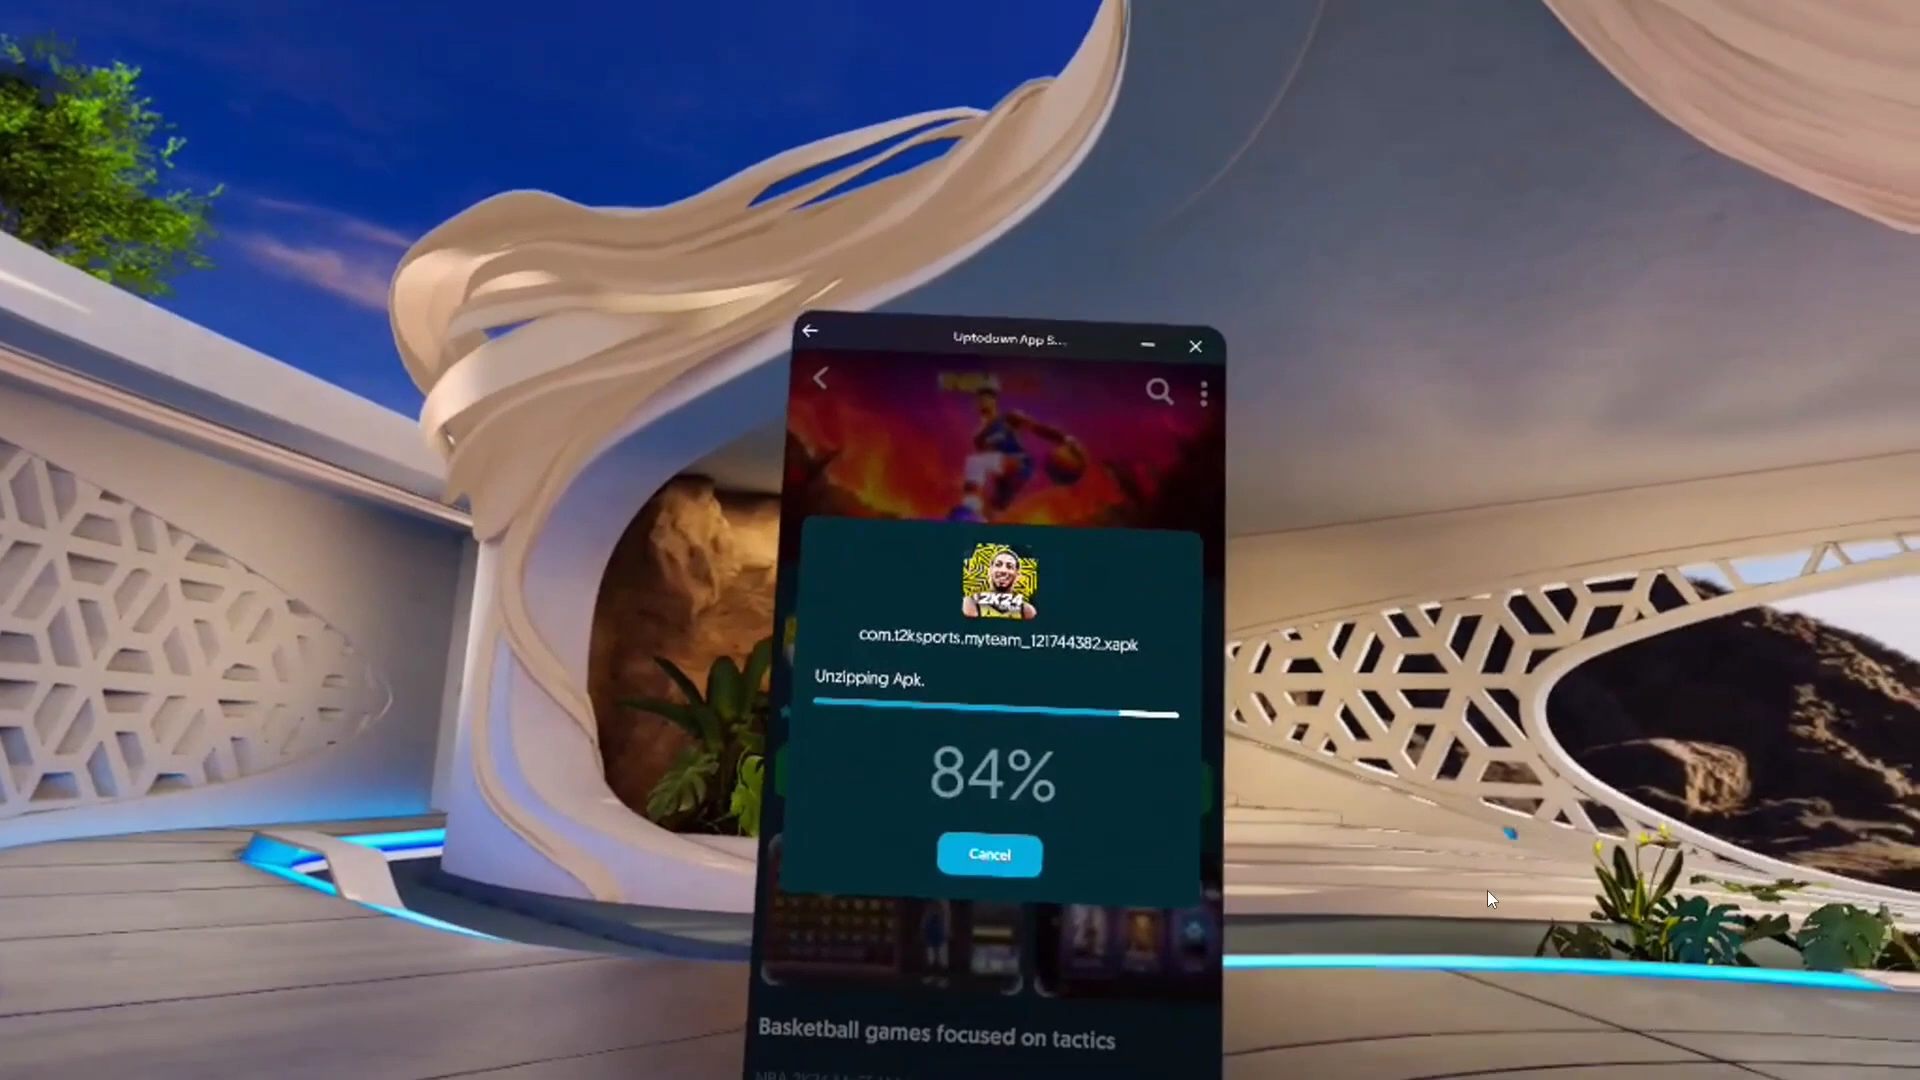 Uptodown App S...
2K24
com.t2ksports.myteam_121744382.xapk
Unzipping Apk.
84%
Cancel
Basketball games focused on tactics